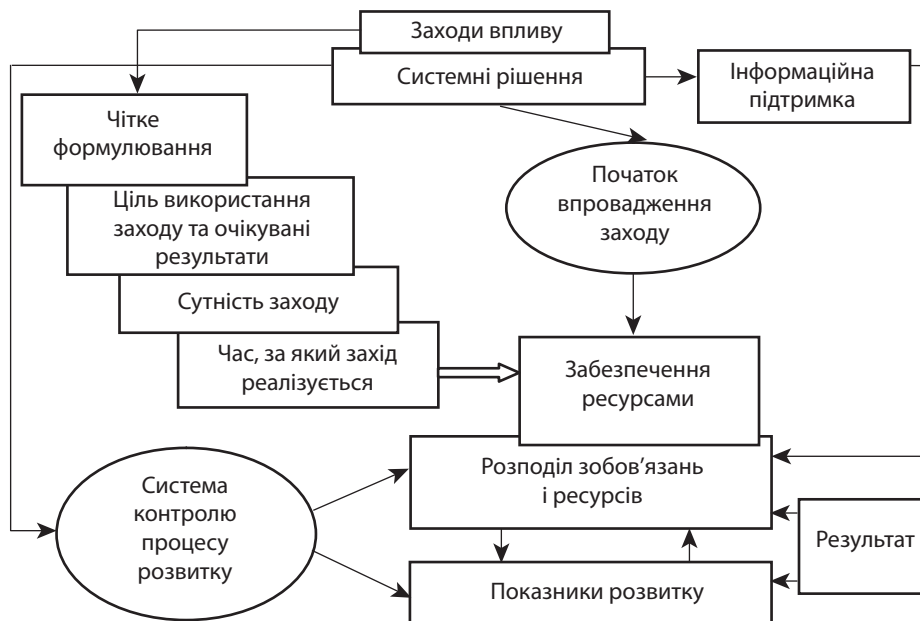 Заходи впливу
Системні рішення
Інформаційна
підтримка
Чітке
формулювання
Початок
впровадження
заходу
Ціль використання
заходу та очікувані
результати
Сутність заходу
Час, за який захід
реалізується
Забезпечення
ресурсами
Розподіл зобов’язань
і ресурсів
Система
контролю
процесу
розвитку
Результат
Показники розвитку